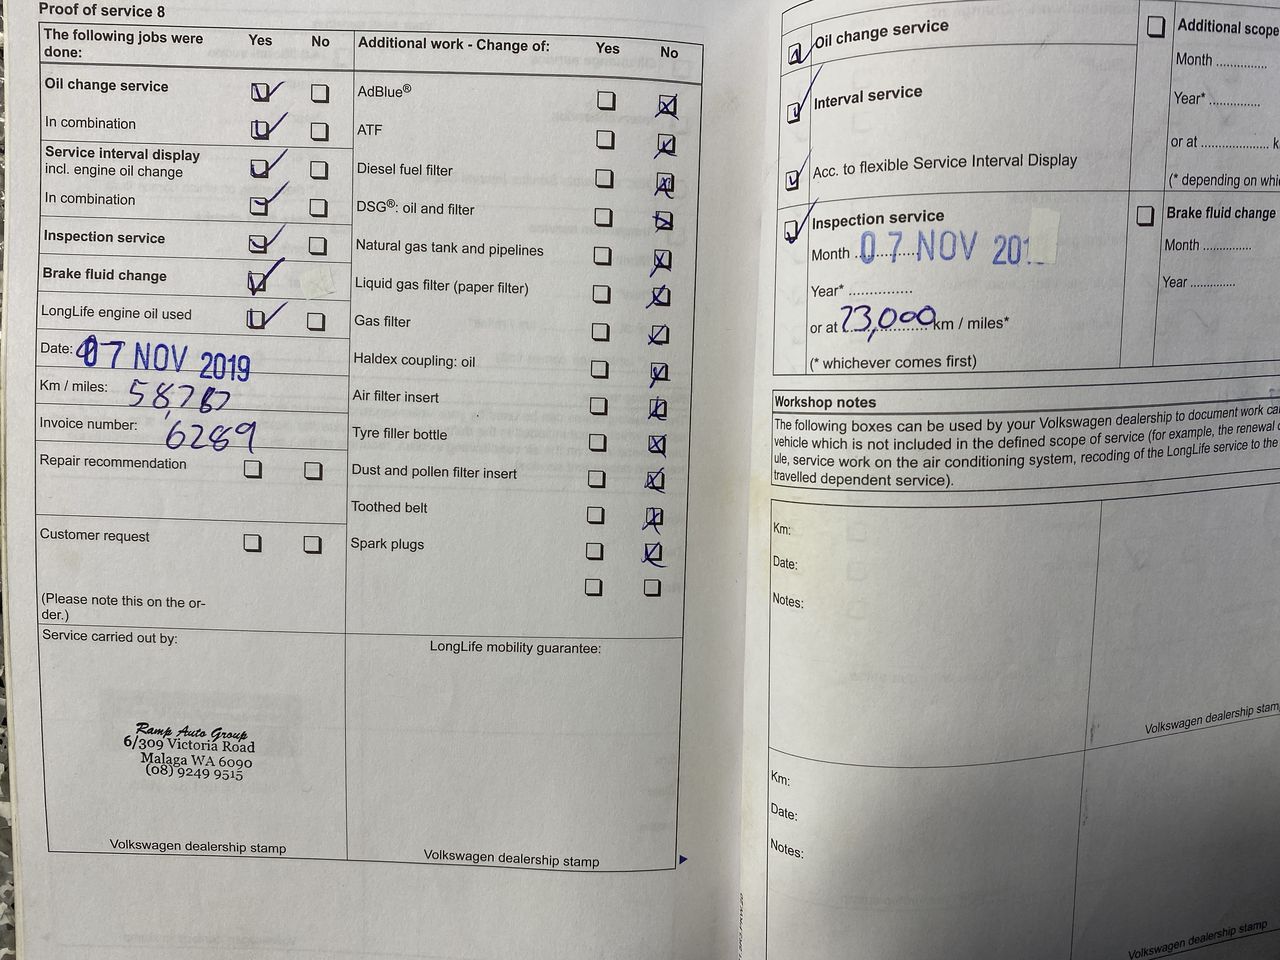 Proof of service 8
The following jobs were done: Yes No
Oil change service
In combination
Service interval display
incl. engine oil change
In combination
Inspection service
Brake fluid change
LongLife engine oil used
Date: 07 NOV 2019
Km / miles: 58,767
Invoice number: 6289
Repair recommendation
Customer request
(Please note this on the or-
der.)
Service carried out by:
Ramp Auto Group
6/309 Victoria Road
Malaga WA 6090
(08) 9249 9515
Volkswagen dealership stamp
Additional work - Change of: Yes No
AdBlue®
ATF
Diesel fuel filter
DSG®: oil and filter
Natural gas tank and pipelines
Liquid gas filter (paper filter)
Gas filter
Haldex coupling: oil
Air filter insert
Tyre filler bottle
Dust and pollen filter insert
Toothed belt
Spark plugs
LongLife mobility guarantee:
Volkswagen dealership stamp
Oil change service
Interval service
Acc. to flexible Service Interval Display
Inspection service
Month 07 NOV 201
Year* ...............
or at 73,000 km / miles*
(* whichever comes first)
Additional scope
Month ..............
Year* ..............
or at .................... k
(* depending on whic
Brake fluid change
Month .............
Year .............
Workshop notes
The following boxes can be used by your Volkswagen dealership to document work ca
vehicle which is not included in the defined scope of service (for example, the renewal o
ule, service work on the air conditioning system, recoding of the LongLife service to the
travelled dependent service).
Km:
Date:
Notes:
Volkswagen dealership stamp
Km:
Date:
Notes:
Volkswagen dealership stamp